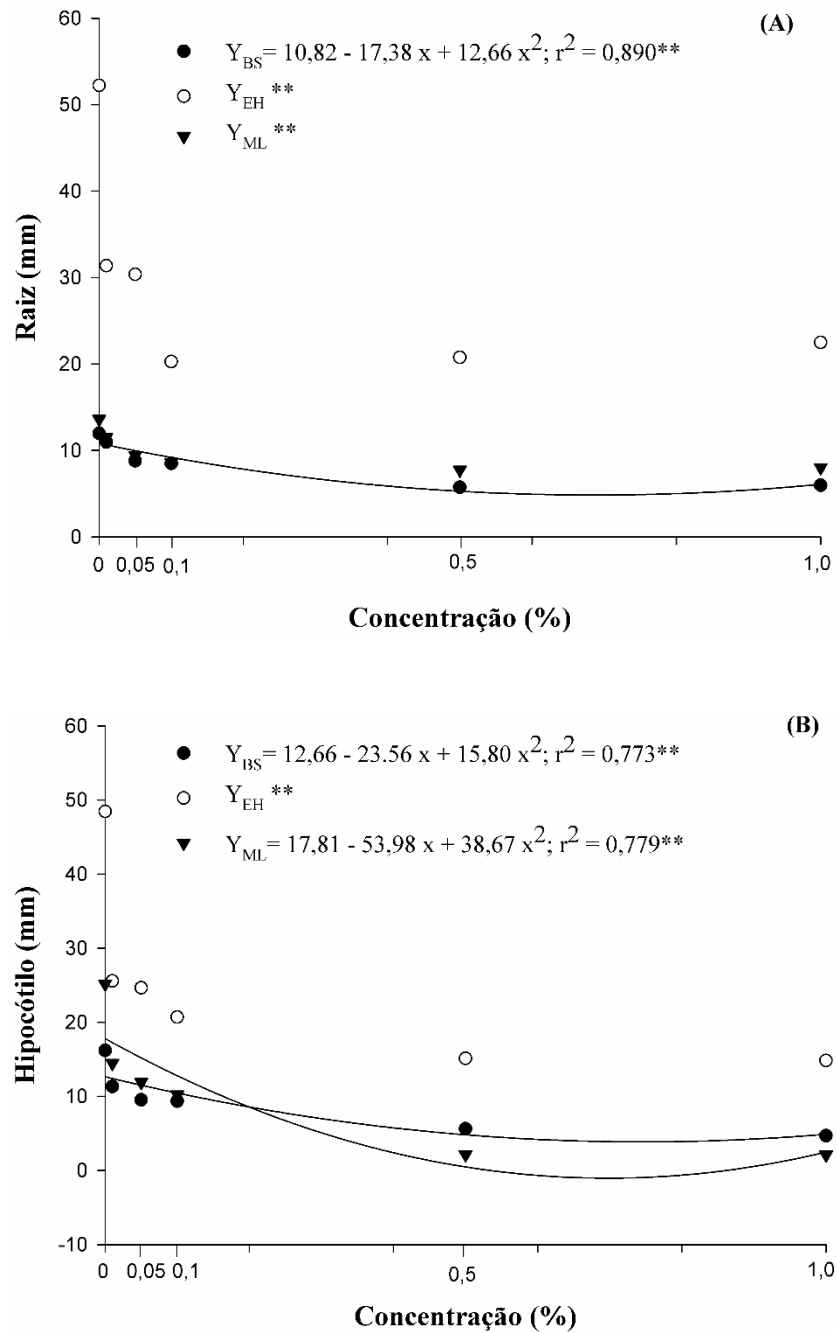 (A)
Y_BS= 10,82 - 17,38 x + 12,66 x²; r² = 0,890**
Y_EH **
Y_ML **
60
50
40
30
20
10
0
Raiz (mm)
0 0,05 0,1 0,5 1,0
Concentração (%)
(B)
Y_BS= 12,66 - 23.56 x + 15,80 x²; r² = 0,773**
Y_EH **
Y_ML= 17,81 - 53,98 x + 38,67 x²; r² = 0,779**
60
50
40
30
20
10
0
-10
Hipocótilo (mm)
0 0,05 0,1 0,5 1,0
Concentração (%)